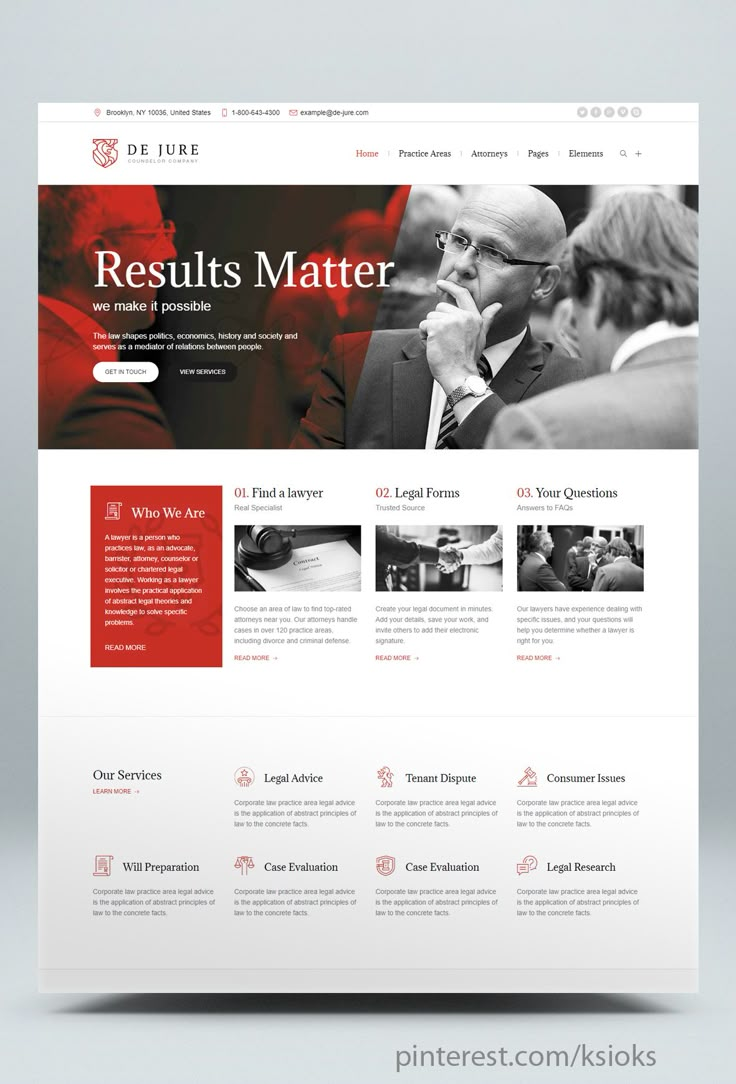 Brooklyn, NY 10036, United States 1-800-643-4300 example@de-jure.com
DE JURE
COUNSELOR COMPANY
Home Practice Areas Attorneys Pages Elements
Results Matter
we make it possible
The law shapes politics, economics, history and society and
serves as a mediator of relations between people.
GET IN TOUCH VIEW SERVICES
Who We Are
A lawyer is a person who
practices law, as an advocate,
barrister, attorney, counselor or
solicitor or chartered legal
executive. Working as a lawyer
involves the practical application
of abstract legal theories and
knowledge to solve specific
problems.
READ MORE
01. Find a lawyer
Real Specialist
Contract
Choose an area of law to find top-rated
attorneys near you. Our attorneys handle
cases in over 120 practice areas,
including divorce and criminal defense.
READ MORE →
02. Legal Forms
Trusted Source
Create your legal document in minutes.
Add your details, save your work, and
invite others to add their electronic
signature.
READ MORE →
03. Your Questions
Answers to FAQs
Our lawyers have experience dealing with
specific issues, and your questions will
help you determine whether a lawyer is
right for you.
READ MORE →
Our Services
LEARN MORE →
Legal Advice
Corporate law practice area legal advice
is the application of abstract principles of
law to the concrete facts.
Tenant Dispute
Corporate law practice area legal advice
is the application of abstract principles of
law to the concrete facts.
Consumer Issues
Corporate law practice area legal advice
is the application of abstract principles of
law to the concrete facts.
Will Preparation
Corporate law practice area legal advice
is the application of abstract principles of
law to the concrete facts.
Case Evaluation
Corporate law practice area legal advice
is the application of abstract principles of
law to the concrete facts.
Case Evaluation
Corporate law practice area legal advice
is the application of abstract principles of
law to the concrete facts.
Legal Research
Corporate law practice area legal advice
is the application of abstract principles of
law to the concrete facts.
pinterest.com/ksioks